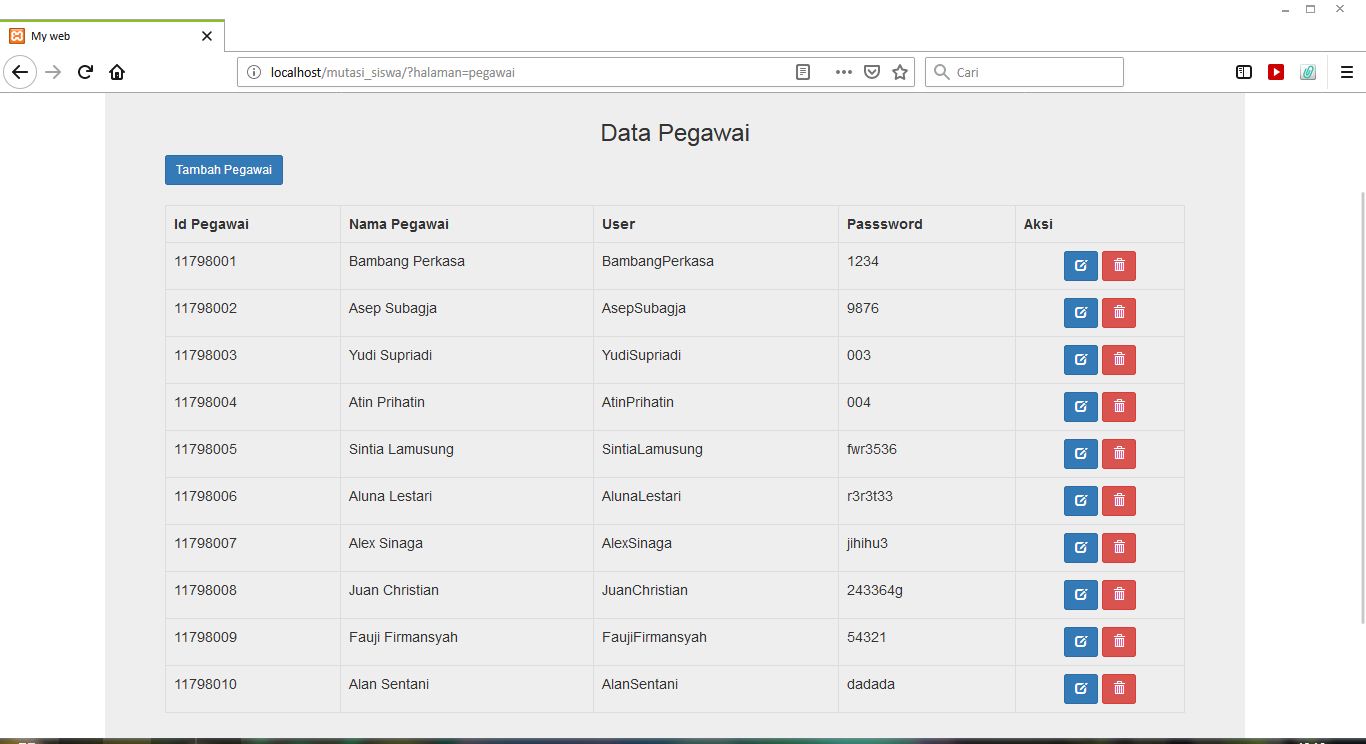 My web
localhost/mutasi_siswa/?halaman=pegawai
Cari
Data Pegawai
Tambah Pegawai
Id Pegawai Nama Pegawai User Passsword Aksi
11798001 Bambang Perkasa BambangPerkasa 1234
11798002 Asep Subagja AsepSubagja 9876
11798003 Yudi Supriadi YudiSupriadi 003
11798004 Atin Prihatin AtinPrihatin 004
11798005 Sintia Lamusung SintiaLamusung fwr3536
11798006 Aluna Lestari AlunaLestari r3r3t33
11798007 Alex Sinaga AlexSinaga jihihu3
11798008 Juan Christian JuanChristian 243364g
11798009 Fauji Firmansyah FaujiFirmansyah 54321
11798010 Alan Sentani AlanSentani dadada